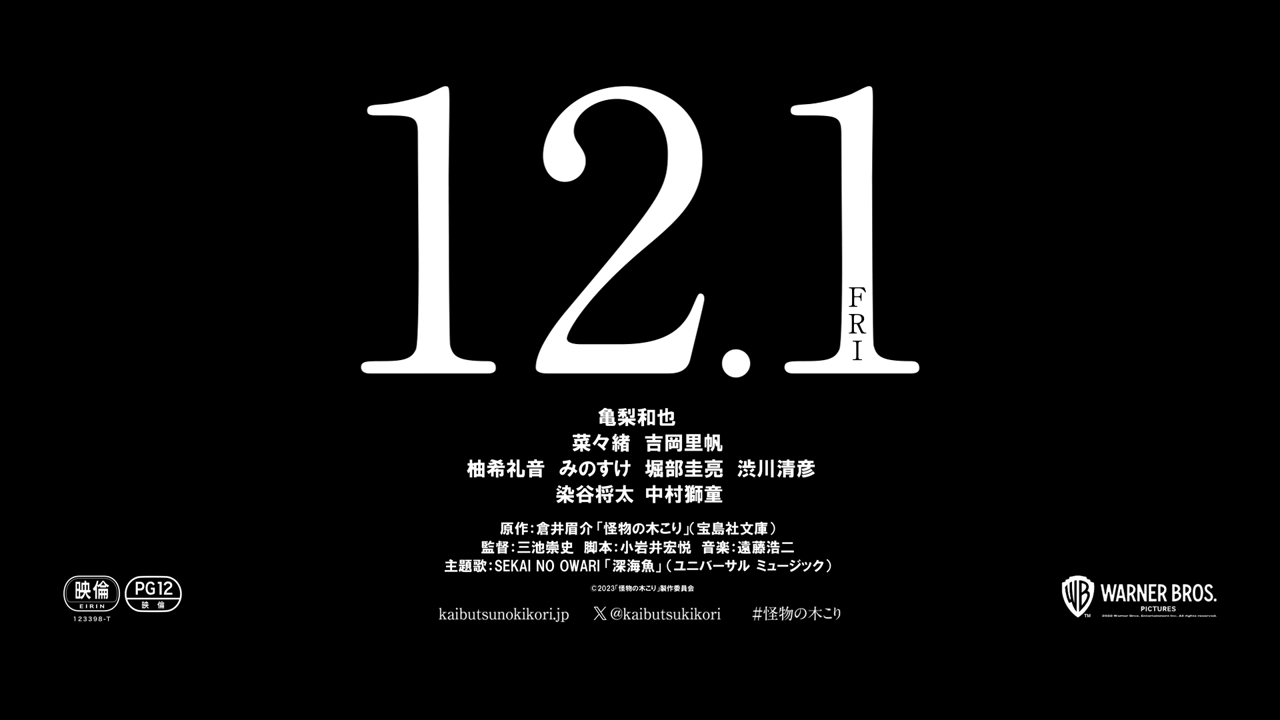 12.1
FRI
亀梨和也
菜々緒 吉岡里帆
柚希礼音 みのすけ 堀部圭亮 渋川清彦
染谷将太 中村獅童
原作:倉井眉介「怪物の木こり」(宝島社文庫)
監督:三池崇史 脚本:小岩井宏悦 音楽:遠藤浩二
主題歌:SEKAI NO OWARI「深海魚」(ユニバーサル ミュージック)
©2023「怪物の木こり」製作委員会
kaibutsunokikori.jp X@kaibutsukikori #怪物の木こり
映倫
EIRIN
123398-T
PG12
映倫
WB
TM
WARNER BROS.
PICTURES